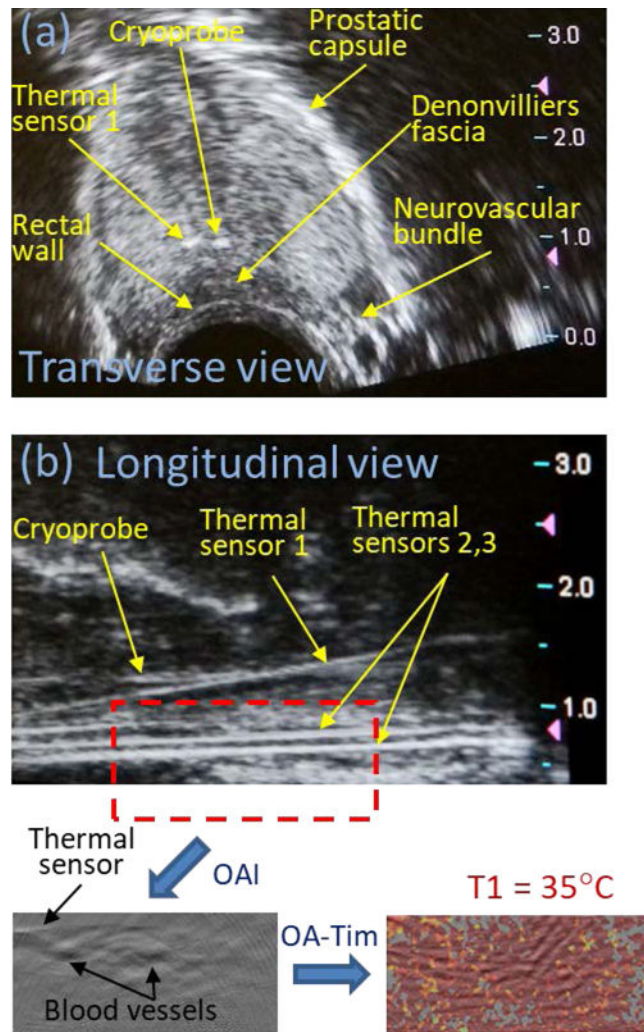 (a)
Cryoprobe
Prostatic
capsule
3.0
Thermal
sensor 1
Denonvilliers
fascia
2.0
Rectal
wall
Neurovascular
bundle
1.0
0.0
Transverse view
(b) Longitudinal view
3.0
Cryoprobe
Thermal
sensor 1
Thermal
sensors 2,3
2.0
1.0
Thermal
sensor
OAI
T1 = 35°C
OA-Tim
Blood vessels